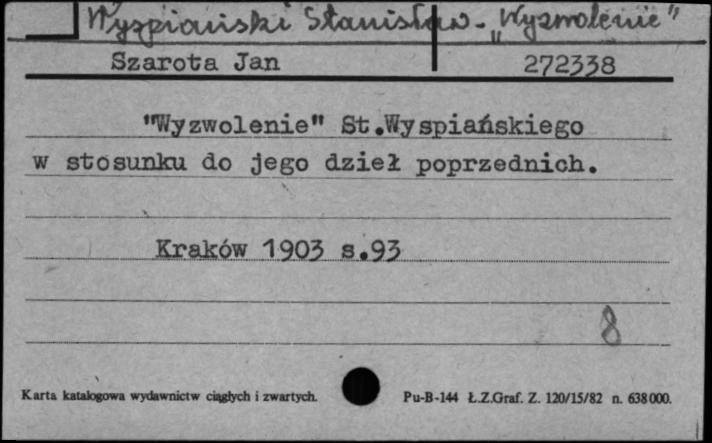 Wyspiański Stanisław - „Wyzwolenie"
Szarota Jan 272338
"Wyzwolenie" St.Wyspiańskiego
w stosunku do jego dzieł poprzednich.
Kraków 1903 s.93
8
Karta katalogowa wydawnictw ciągłych i zwartych. Pu-B-144 Ł.Z.Graf. Z. 120/15/82 n. 638000.